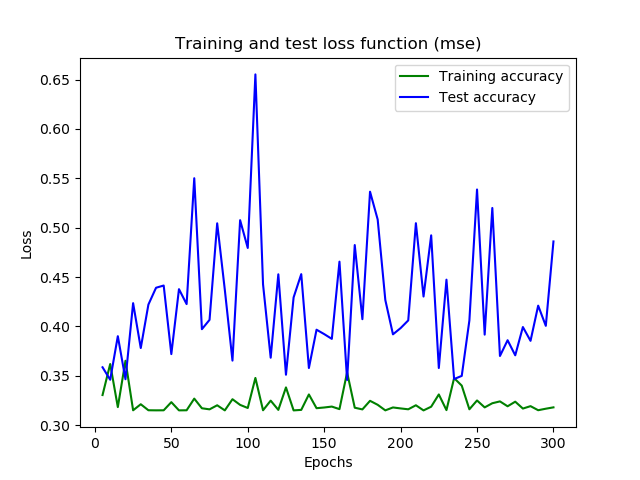 Training and test loss function (mse)
Training accuracy
Test accuracy
Loss
0.65
0.60
0.55
0.50
0.45
0.40
0.35
0.30
0 50 100 150 200 250 300
Epochs